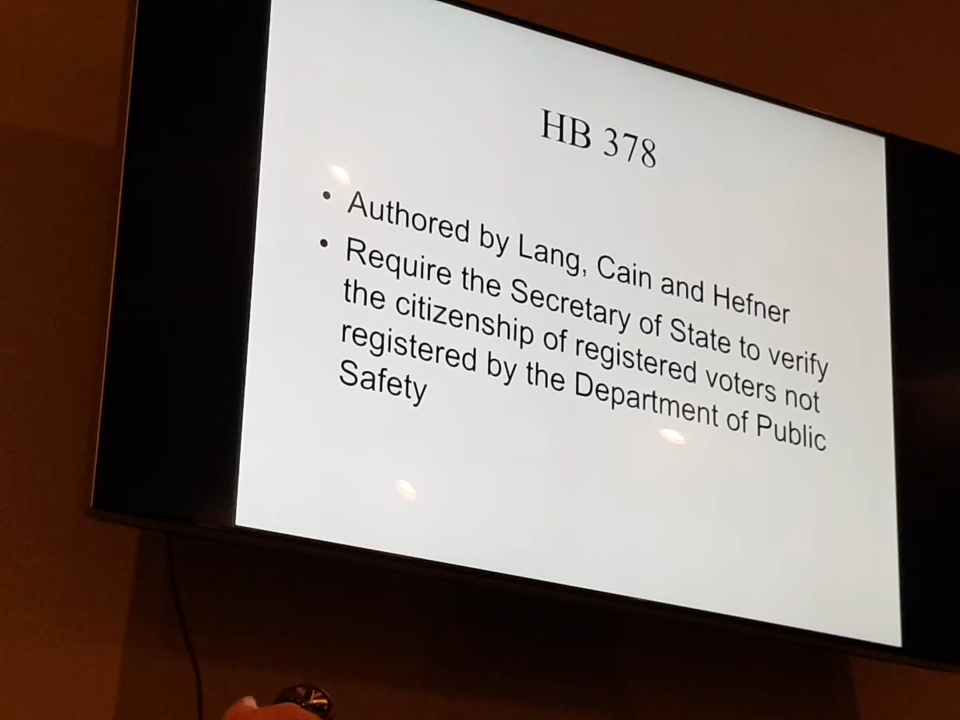 HB 378
• Authored by Lang, Cain and Hefner
• Require the Secretary of State to verify
the citizenship of registered voters not
registered by the Department of Public
Safety